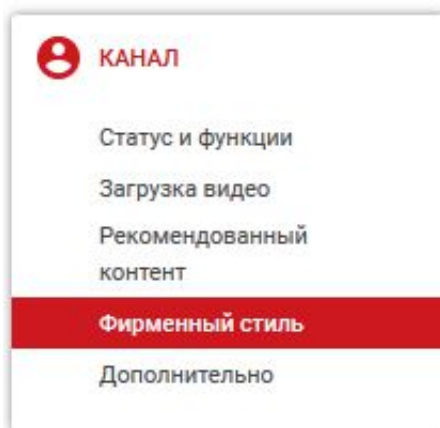 КАНАЛ
Статус и функции
Загрузка видео
Рекомендованный
контент
Фирменный стиль
Дополнительно